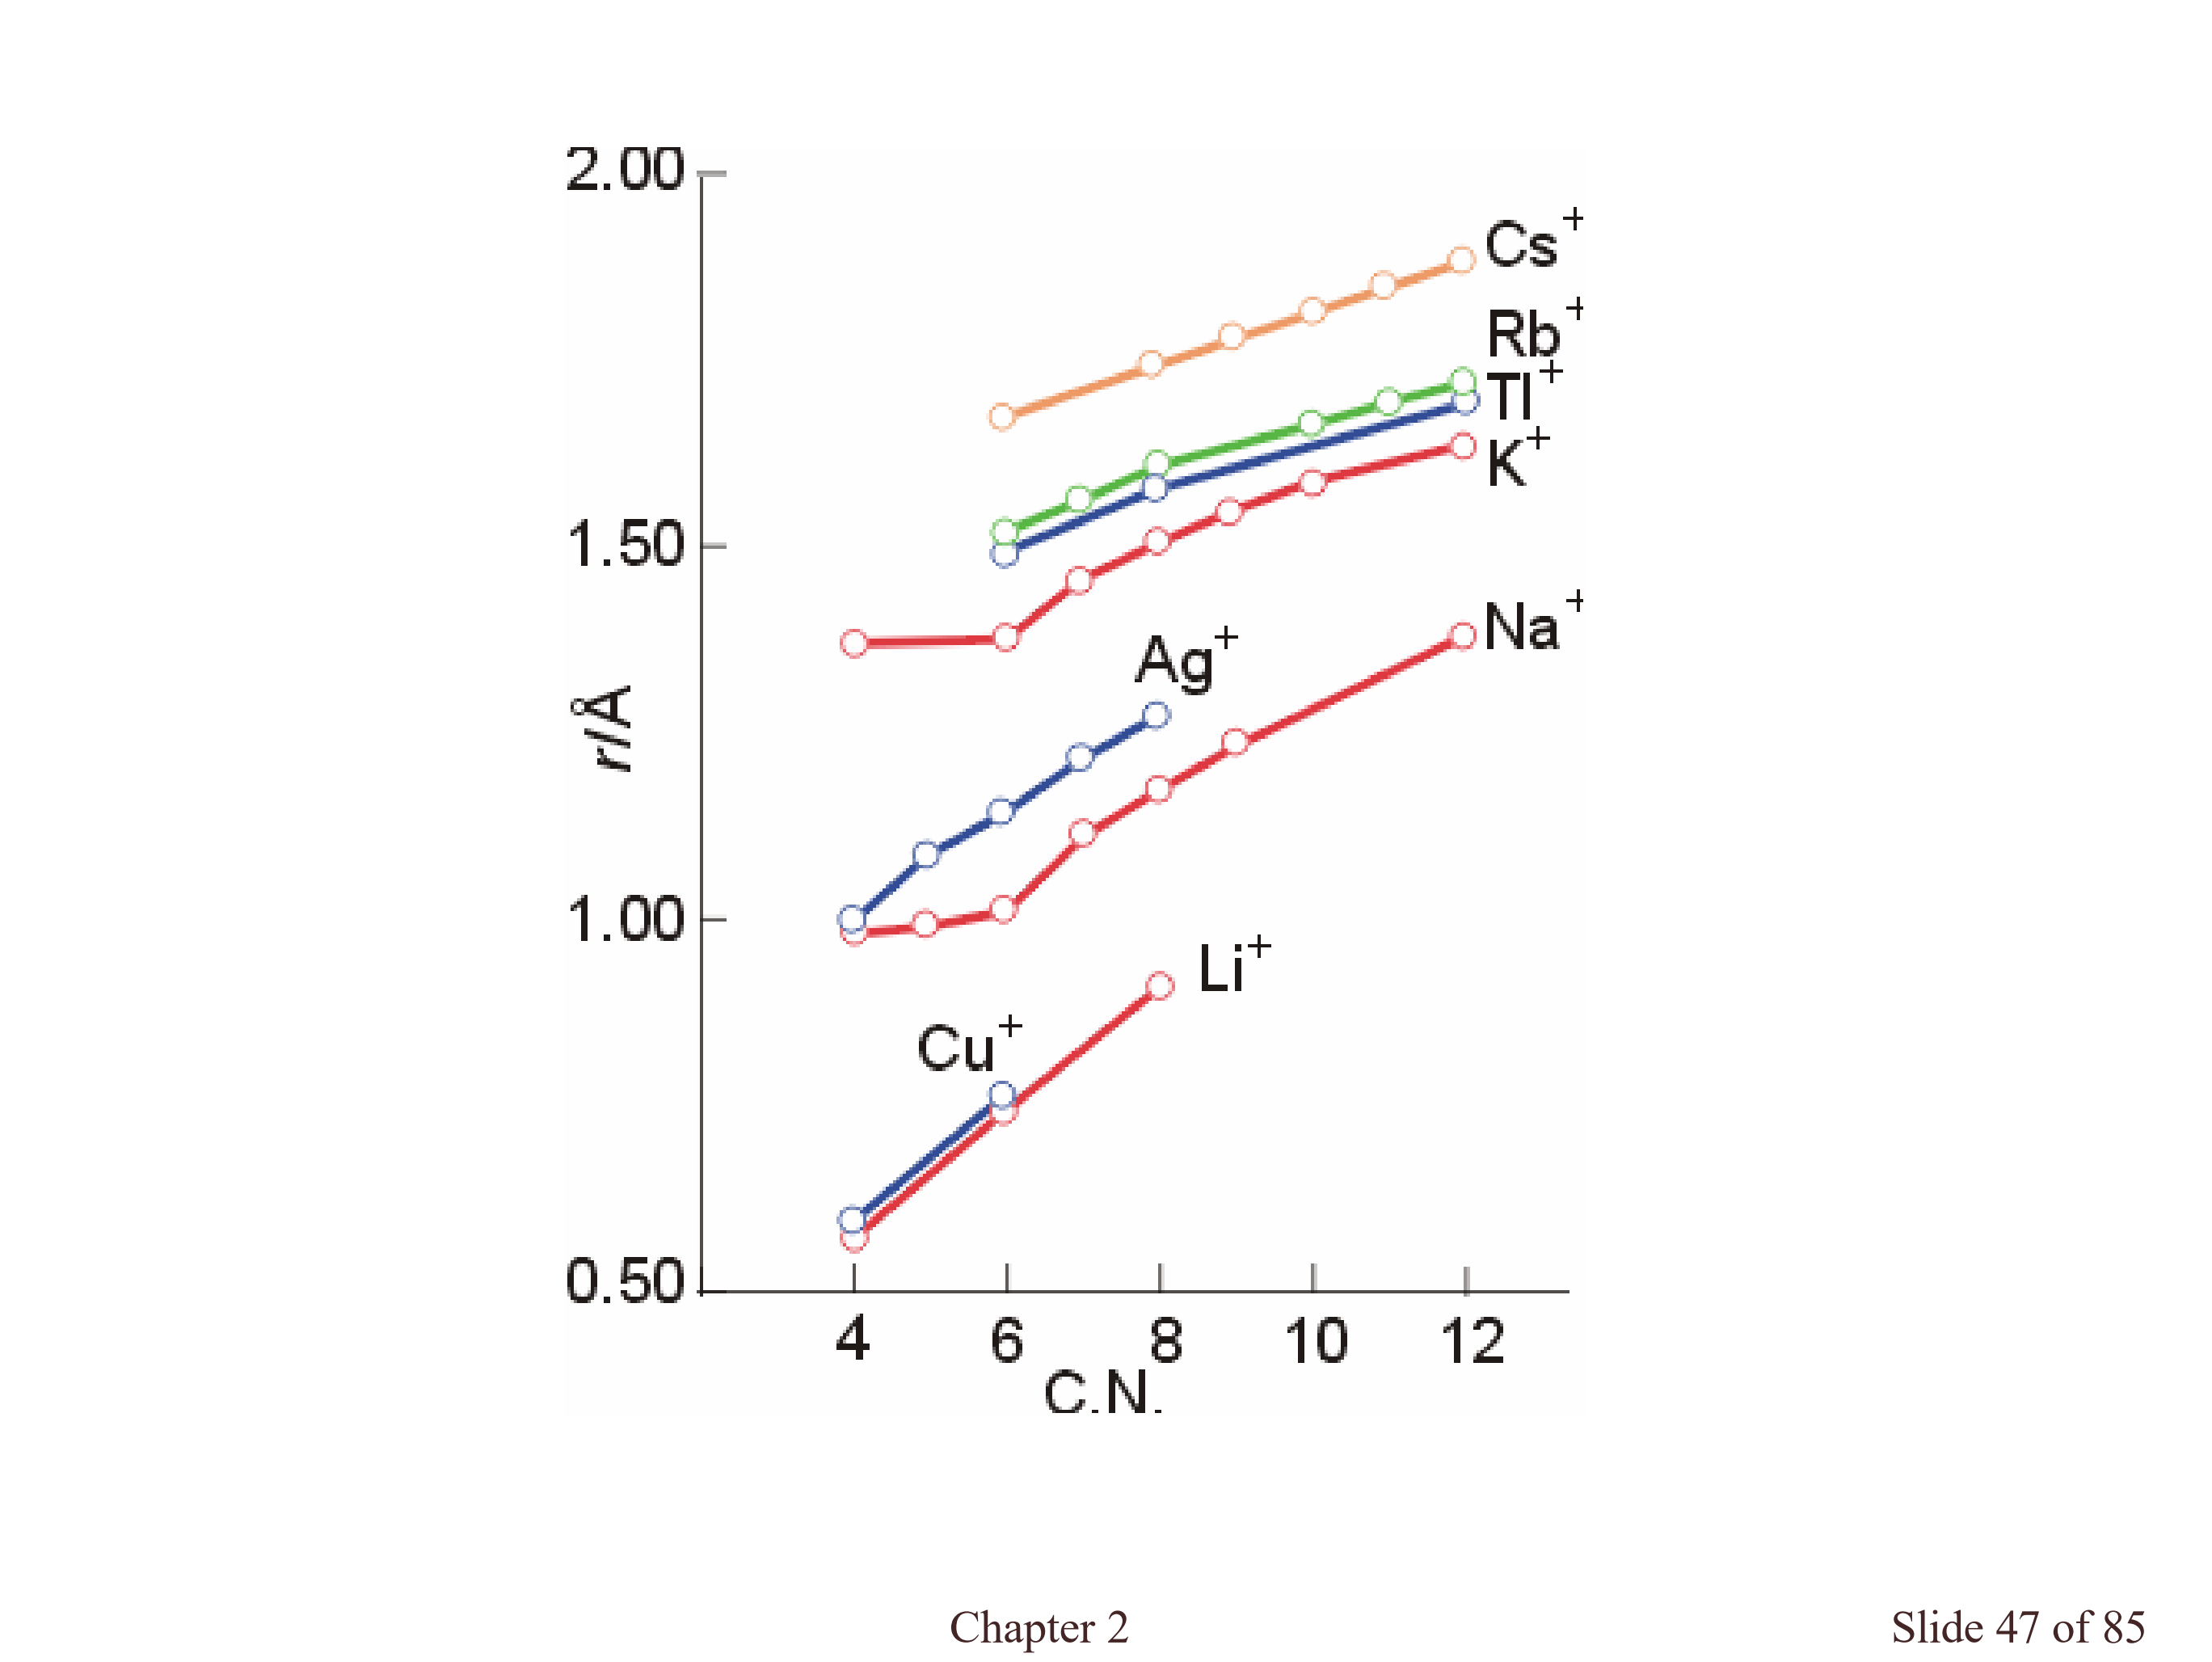 2.00
Cs⁺
Rb⁺
Tl⁺
K⁺
1.50
Na⁺
Ag⁺
r/Å
1.00
Li⁺
Cu⁺
0.50
4 6 8 10 12
C.N.
Chapter 2
Slide 47 of 85